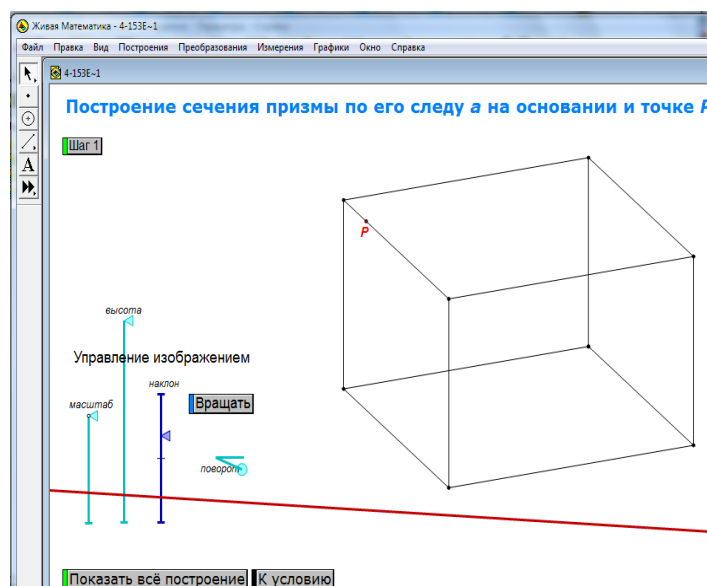 Живая Математика - 4-153E~1
Файл Правка Вид Построения Преобразования Измерения Графики Окно Справка
4-153E~1
Построение сечения призмы по его следу a на основании и точке P
Шаг 1
P
высота
Управление изображением
наклон
масштаб
Вращать
поворот
Показать всё построение
К условию
A